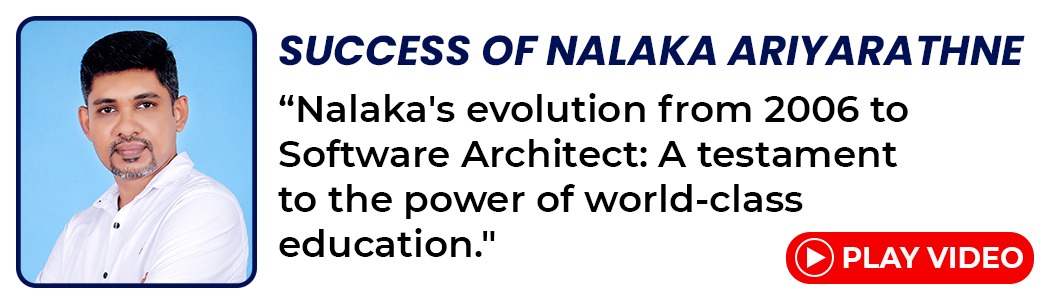 SUCCESS OF NALAKA ARIYARATHNE
“Nalaka's evolution from 2006 to
Software Architect: A testament
to the power of world-class
education."
PLAY VIDEO